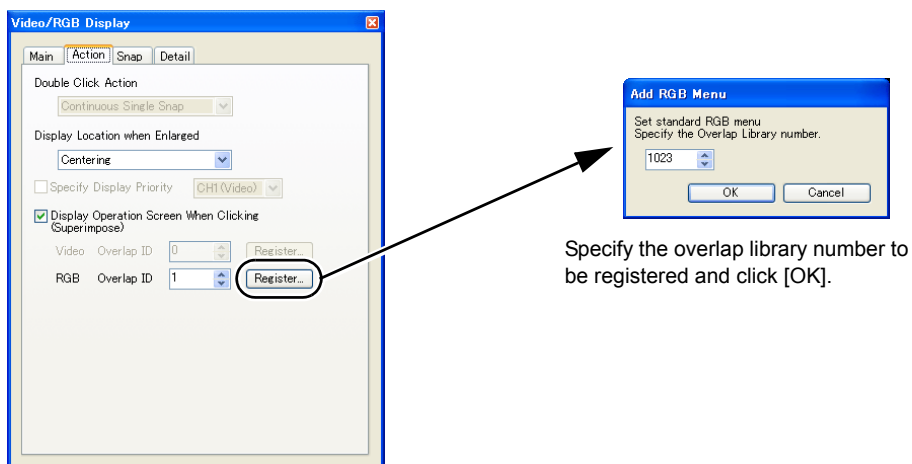 Video/RGB Display
Main Action Snap Detail
Double Click Action
Continuous Single Snap
Display Location when Enlarged
Centering
Specify Display Priority CH1(Video)
Display Operation Screen When Clicking
(Superimpose)
Video Overlap ID 0 Register...
RGB Overlap ID 1 Register...
Add RGB Menu
Set standard RGB menu
Specify the Overlap Library number.
1023
OK Cancel
Specify the overlap library number to
be registered and click [OK].